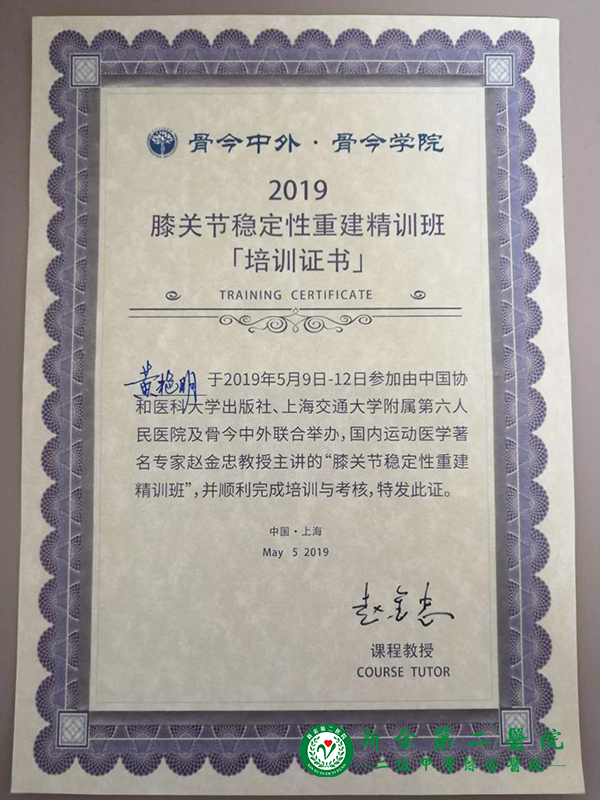 骨今中外·骨今学院
2019
膝关节稳定性重建精训班
「培训证书」
TRAINING CERTIFICATE
黄艳明 于2019年5月9日-12日参加由中国协
和医科大学出版社、上海交通大学附属第六人
民医院及骨今中外联合举办,国内运动医学著
名专家赵金忠教授主讲的“膝关节稳定性重建
精训班”,并顺利完成培训与考核,特发此证。
中国·上海
May 5 2019
赵金忠
课程教授
COURSE TUTOR
新余第二醫院
二级甲等综合醫院